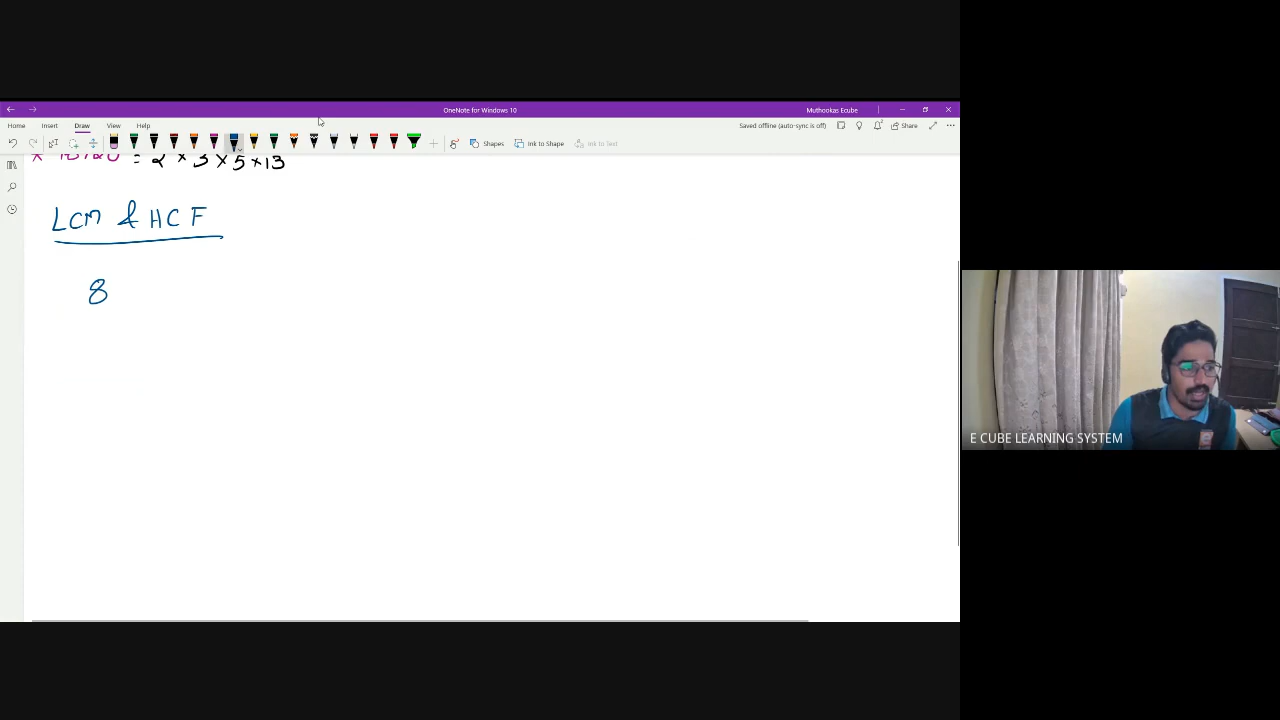 OneNote for Windows 10
Muthookas Ecube
Home Insert Draw View Help
Saved offline (auto-sync is off)
Share
Shapes
Ink to Shape
Ink to Text
= 2 × 3 × 5 × 13
LCM & HCF
8
E CUBE LEARNING SYSTEM